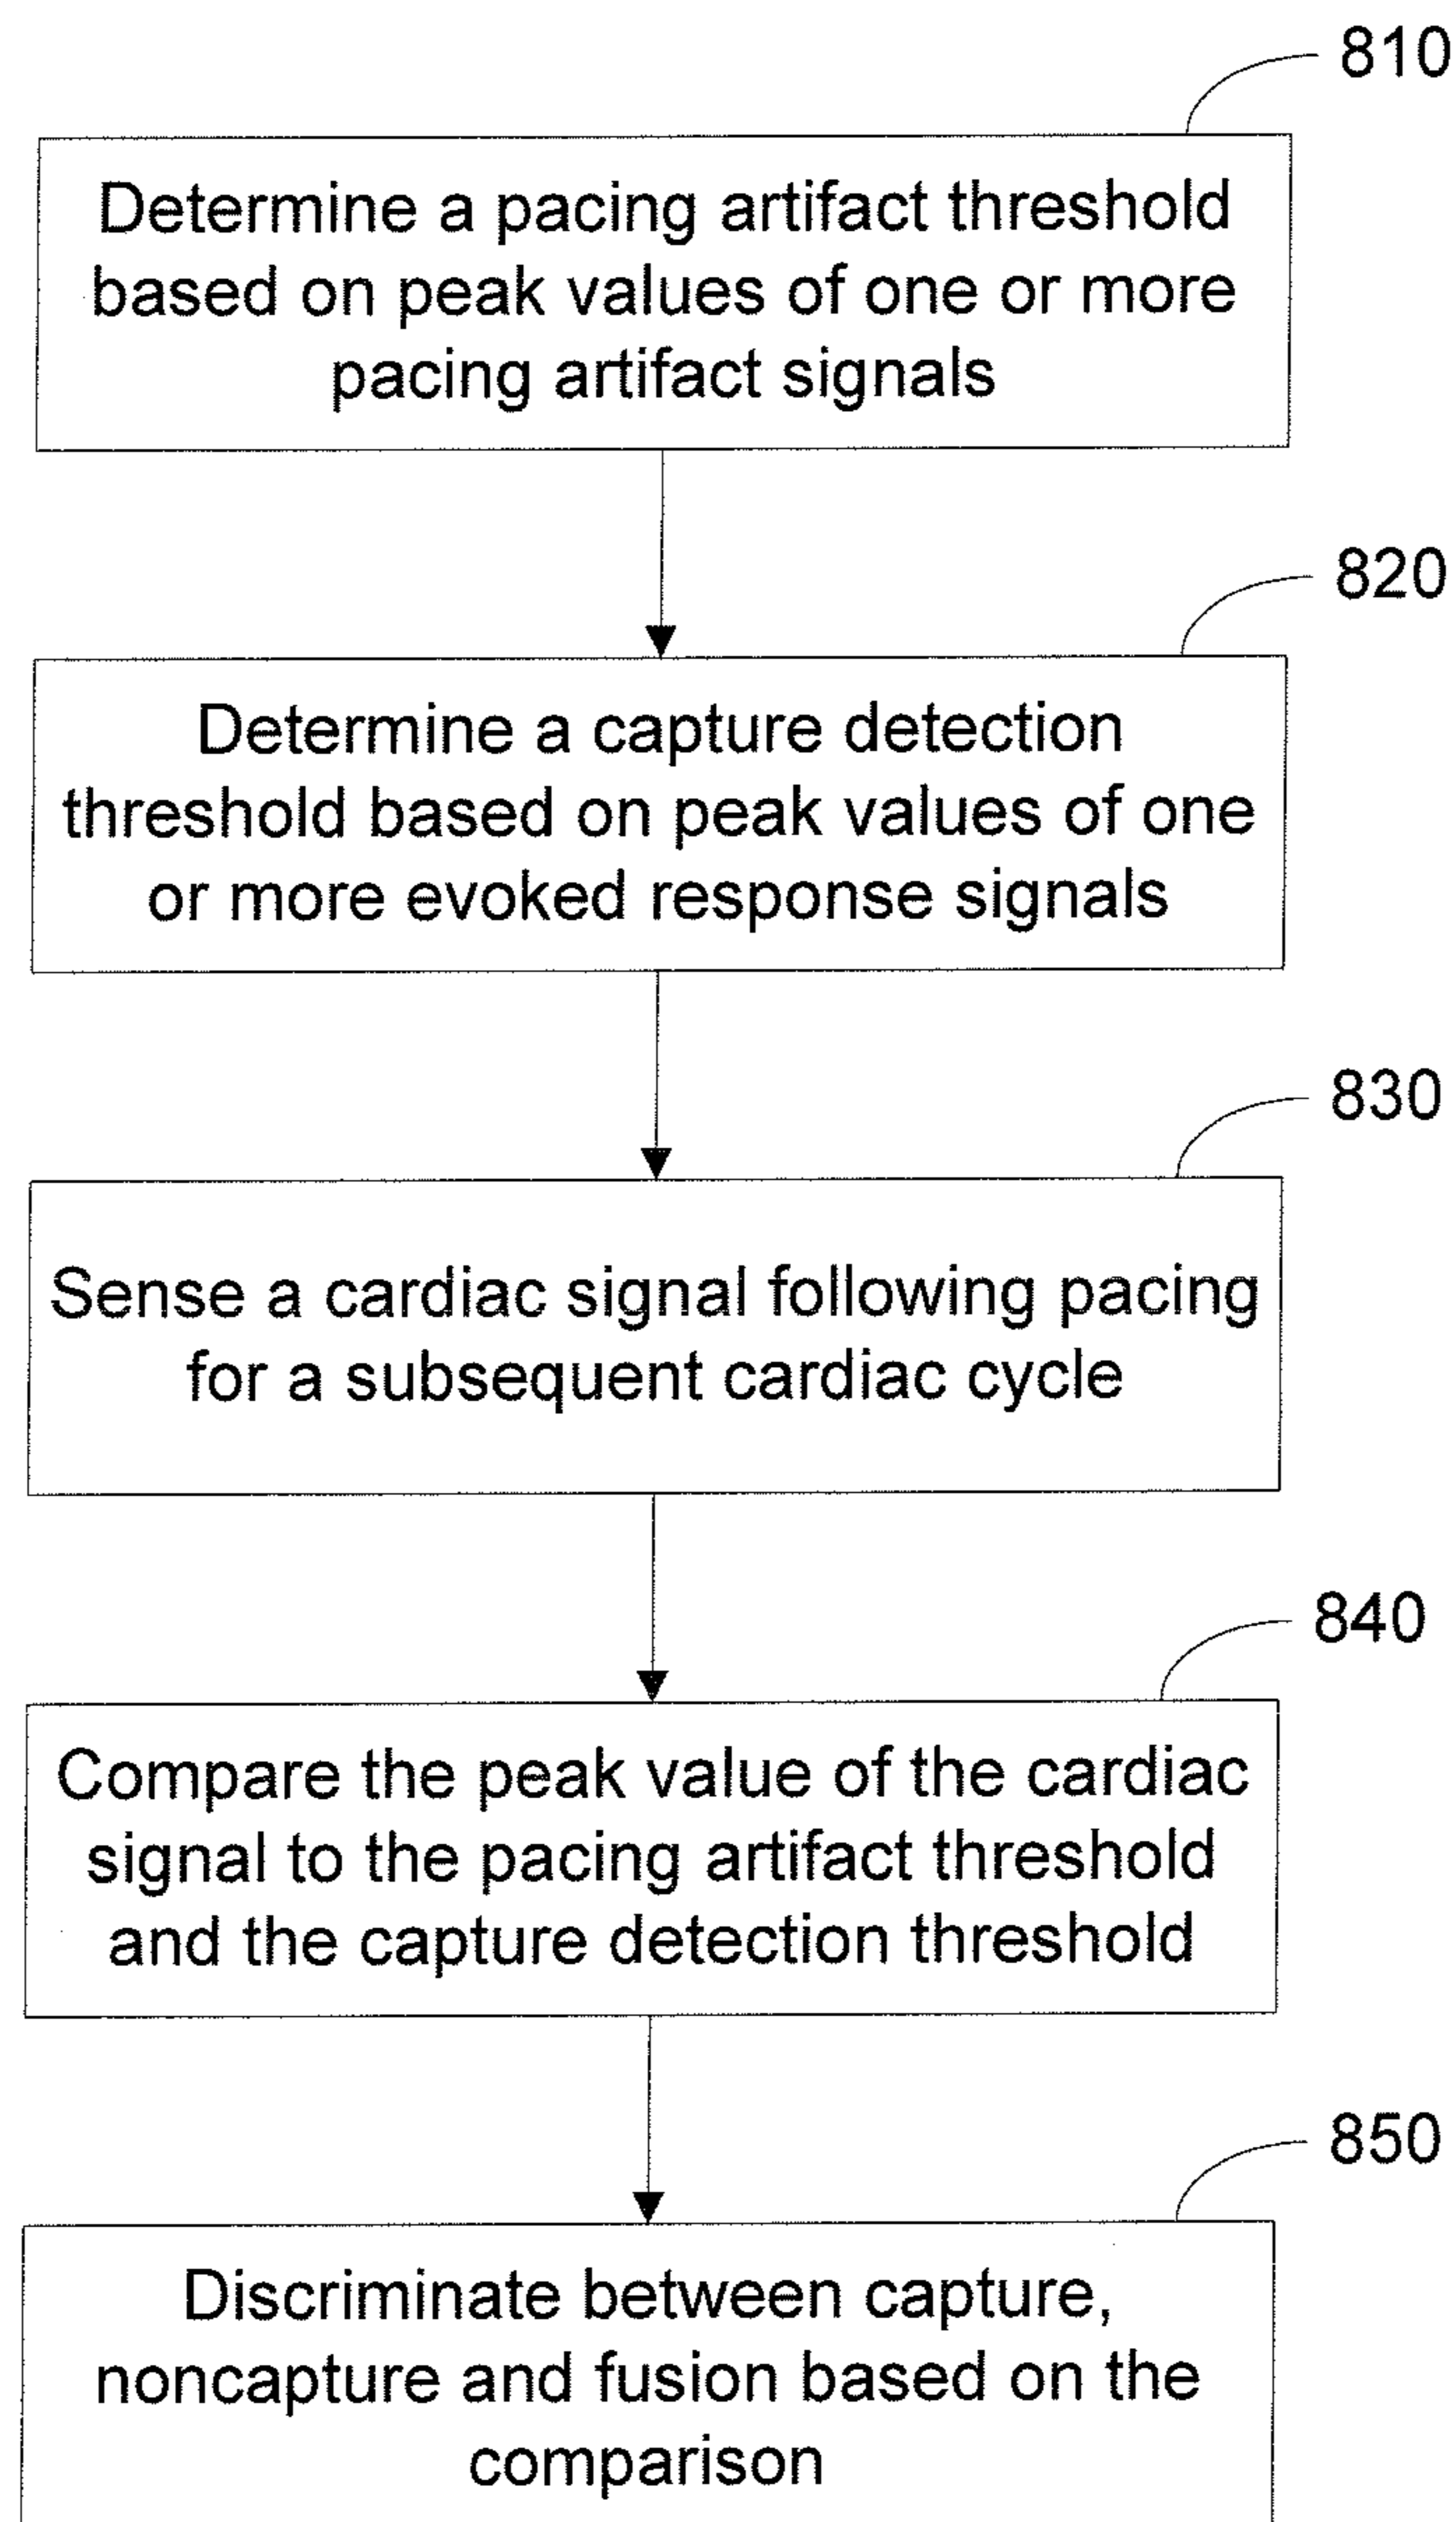 810
Determine a pacing artifact threshold
based on peak values of one or more
pacing artifact signals
820
Determine a capture detection
threshold based on peak values of one
or more evoked response signals
830
Sense a cardiac signal following pacing
for a subsequent cardiac cycle
840
Compare the peak value of the cardiac
signal to the pacing artifact threshold
and the capture detection threshold
850
Discriminate between capture,
noncapture and fusion based on the
comparison